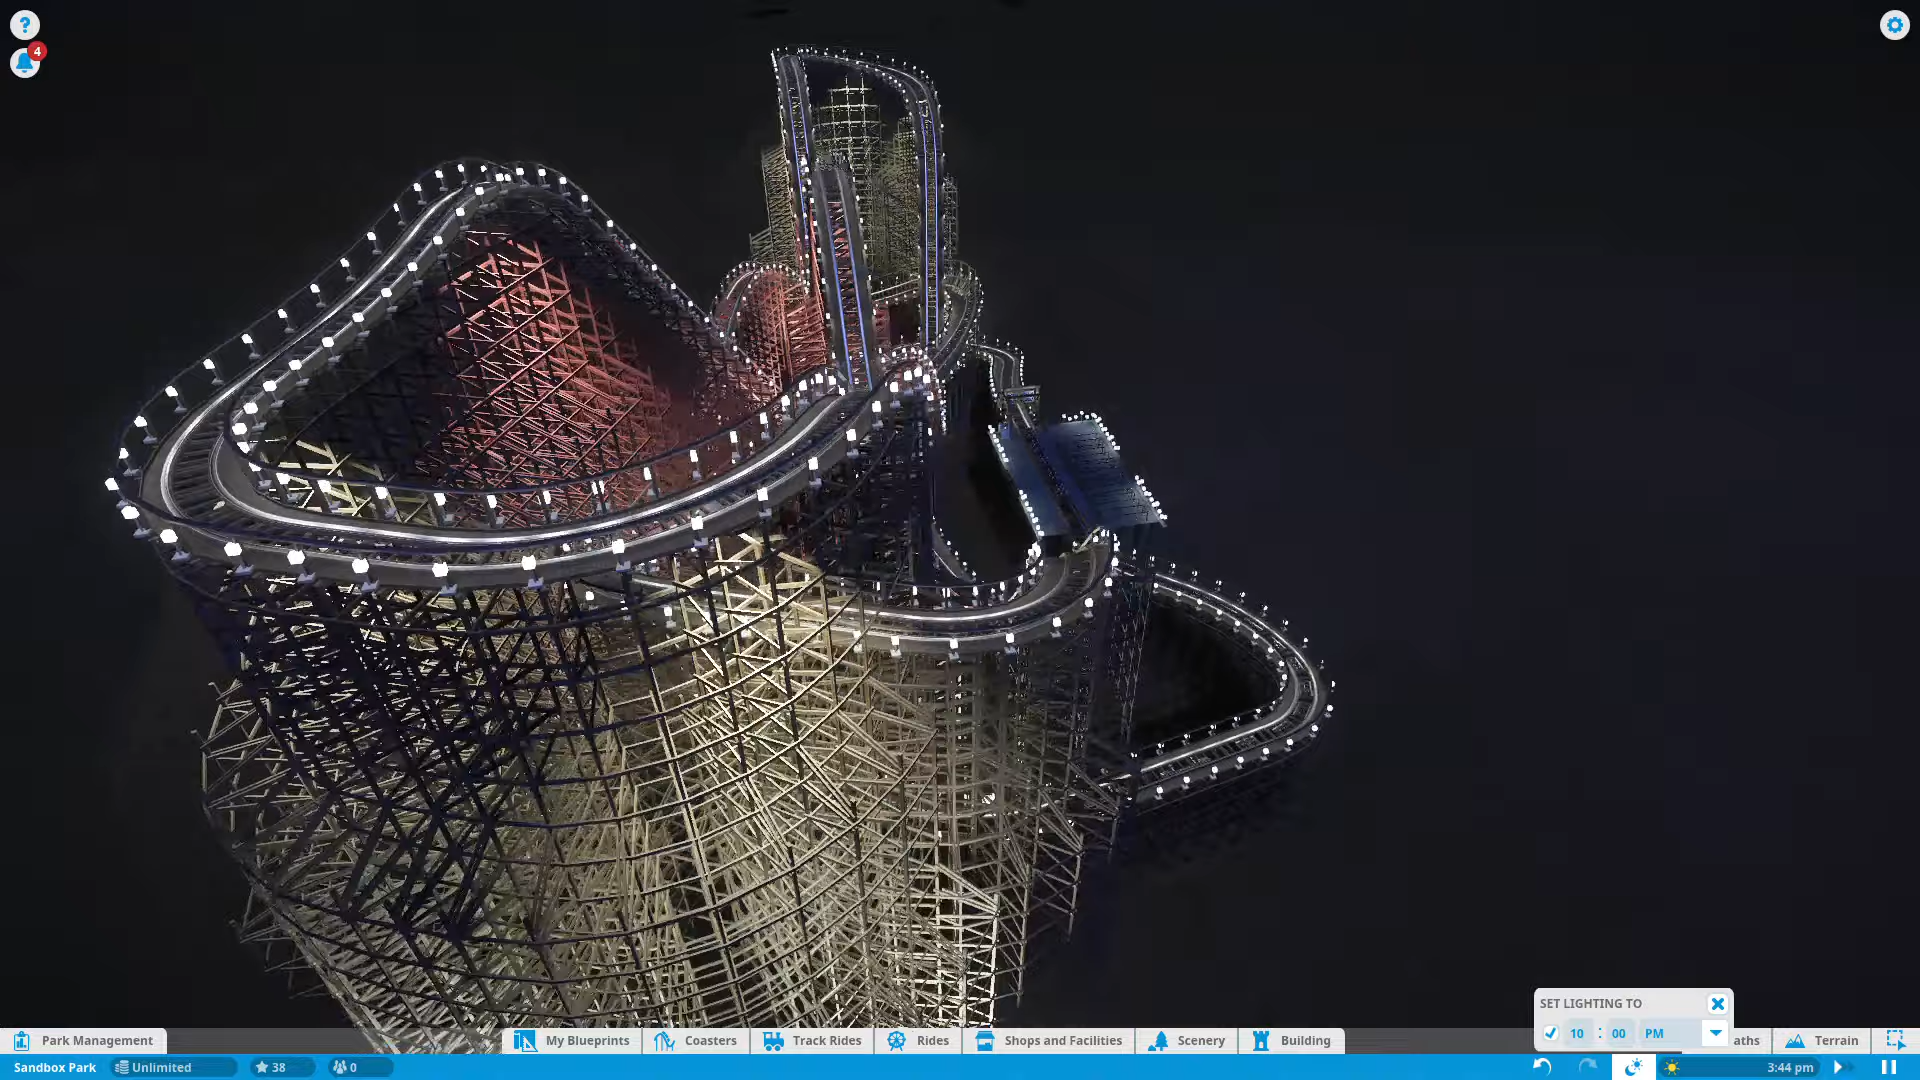 ?
4
SET LIGHTING TO
10 : 00 PM
Park Management
My Blueprints
Coasters
Track Rides
Rides
Shops and Facilities
Scenery
Building
aths
Terrain
Sandbox Park
Unlimited
38
0
3:44 pm